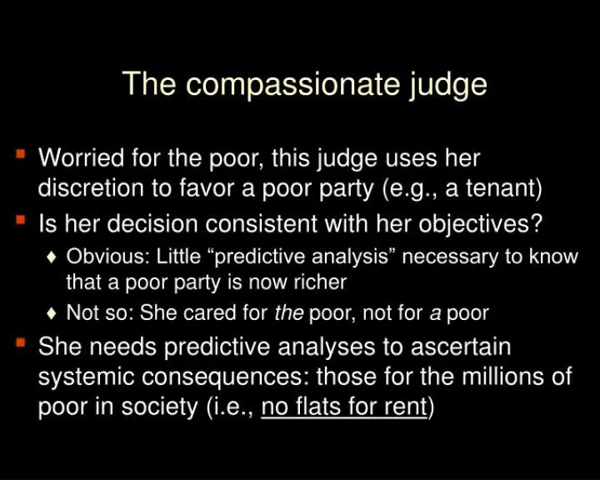 The compassionate judge
Worried for the poor, this judge uses her
discretion to favor a poor party (e.g., a tenant)
Is her decision consistent with her objectives?
Obvious: Little “predictive analysis” necessary to know
that a poor party is now richer
Not so: She cared for the poor, not for a poor
She needs predictive analyses to ascertain
systemic consequences: those for the millions of
poor in society (i.e., no flats for rent)